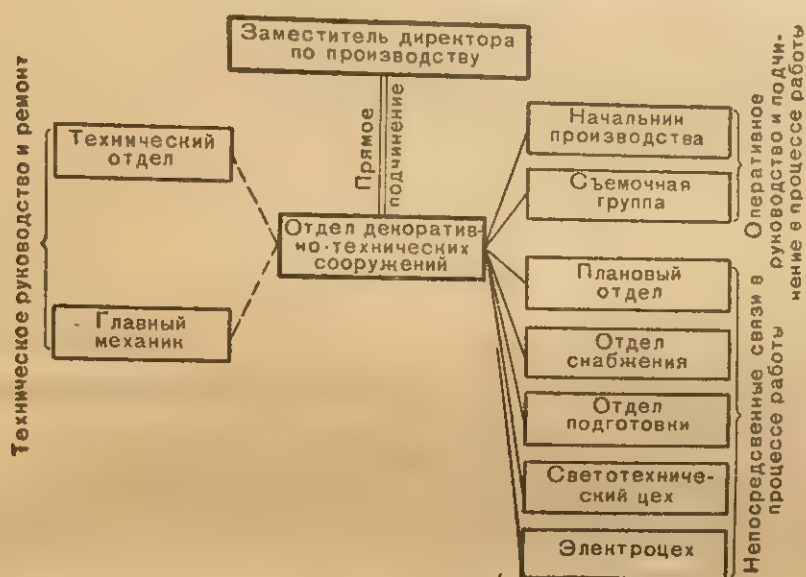 Заместитель директора
по производству
Техническое руководство и ремонт
Технический
отдел
Главный
механик
Прямое
подчинение
Отдел декоратив-
но-технических
сооружений
Начальник
производства
Съемочная
группа
Оперативное
руководство и подчи-
нение в процессе работы
Плановый
отдел
Отдел
снабжения
Отдел
подготовки
Светотехниче-
ский цех
Электроцех
Непосредсвенные связи в
процессе работы